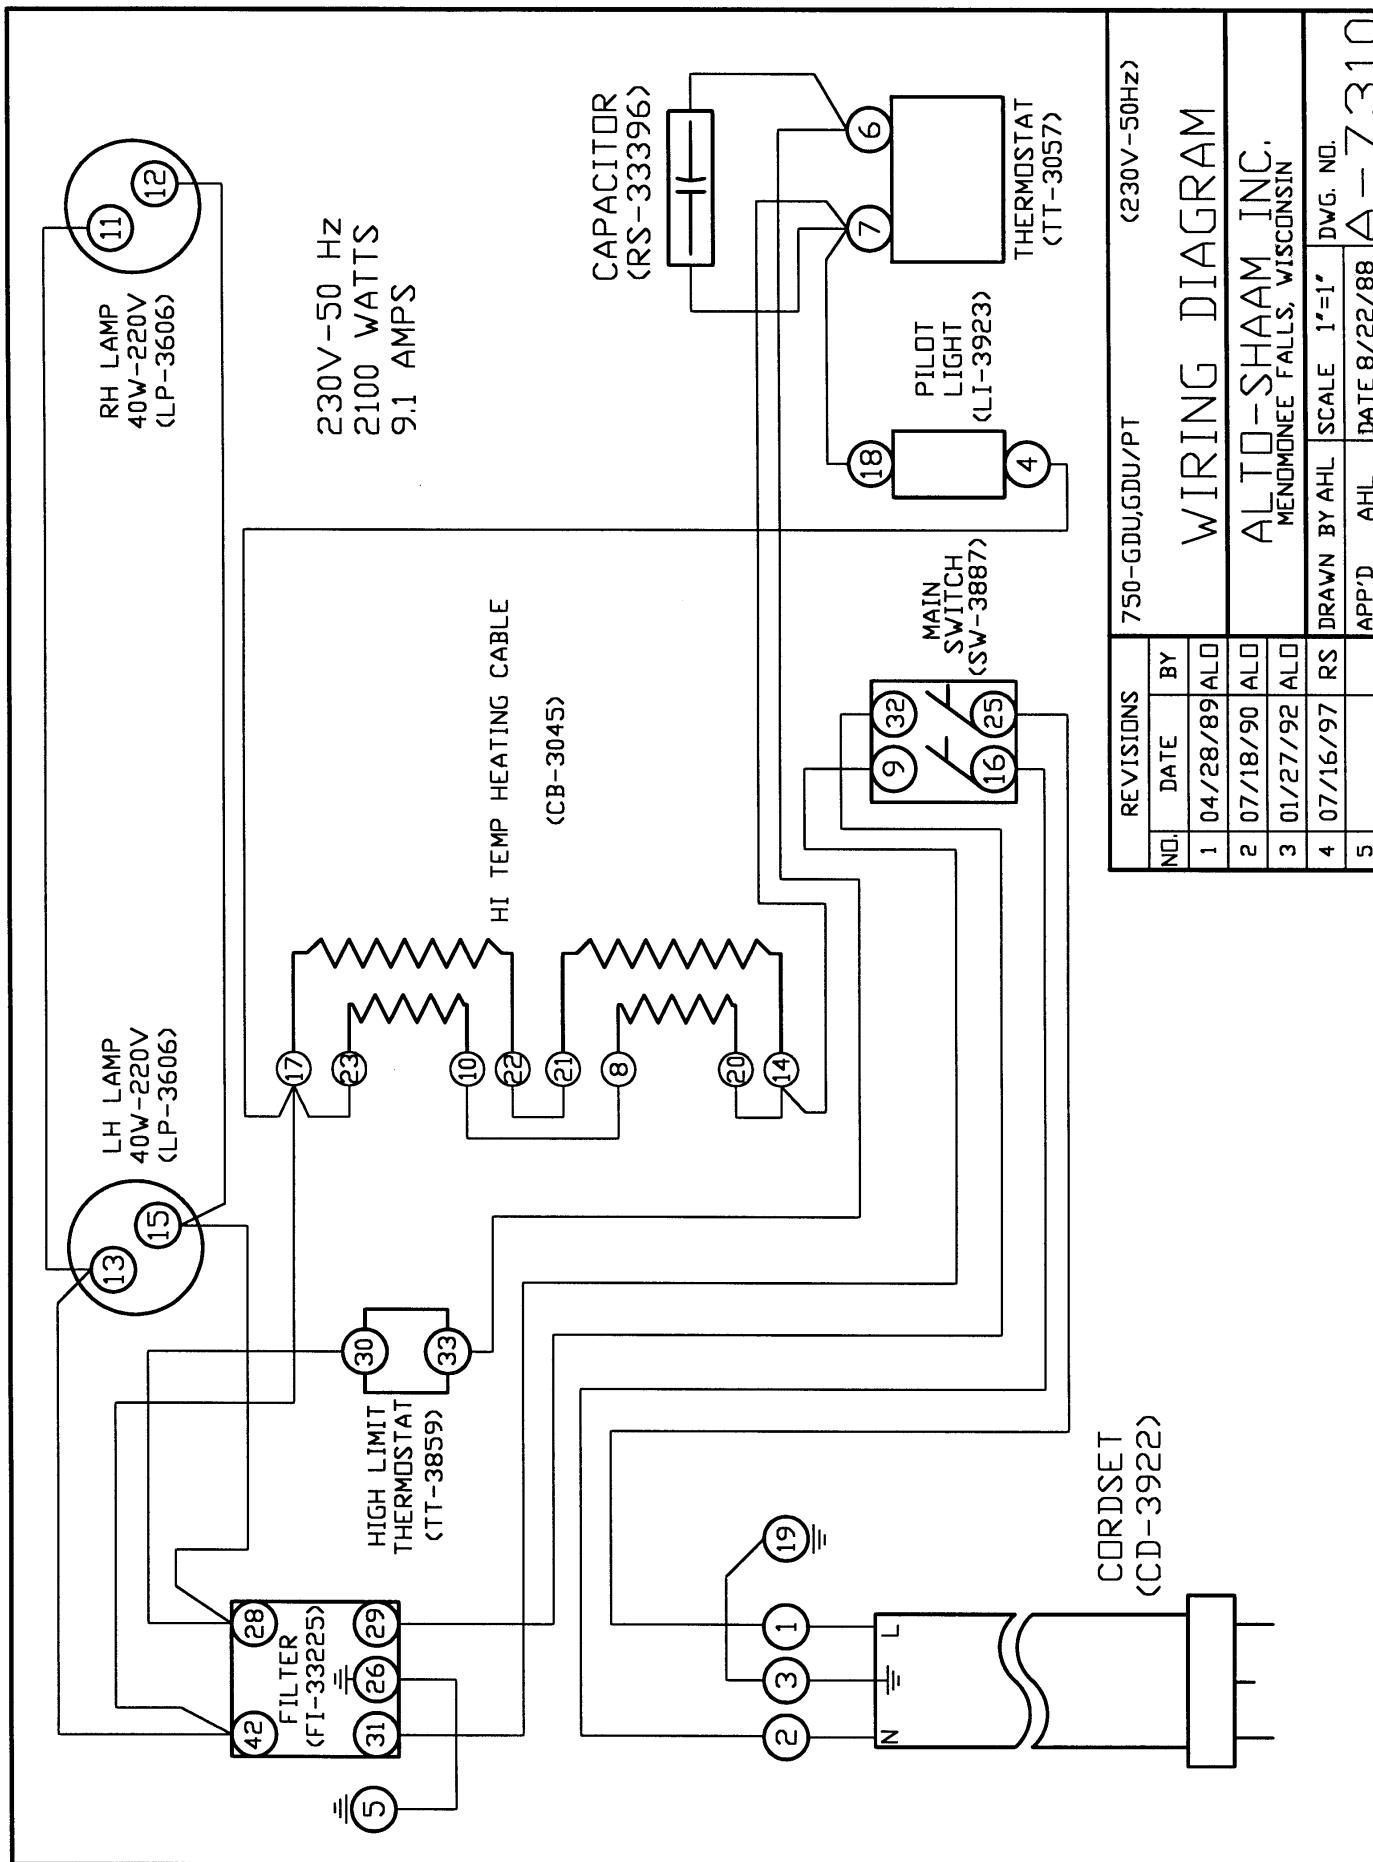 RH LAMP
40W-220V
(LP-3606)
11
12
LH LAMP
40W-220V
(LP-3606)
13
15
230V-50 Hz
2100 WATTS
9.1 AMPS
CAPACITOR
(RS-33396)
6
7
THERMOSTAT
(TT-3057)
PILOT
LIGHT
(LI-3923)
18
4
HI TEMP HEATING CABLE
(CB-3045)
17
23
10
22
21
8
20
14
MAIN
SWITCH
(SW-3887)
9
32
16
25
HIGH LIMIT
THERMOSTAT
(TT-3859)
30
33
42
28
FILTER
(FI-33225)
31
26
29
5
19
2
3
1
N
L
CORDSET
(CD-3922)
REVISIONS
NO. DATE BY
1 04/28/89 ALO
2 07/18/90 ALO
3 01/27/92 ALO
4 07/16/97 RS
5
750-GDU,GDU/PT (230V-50Hz)
WIRING DIAGRAM
ALTO-SHAAM INC.
MENOMONEE FALLS, WISCONSIN
DRAWN BY AHL SCALE 1"=1" DWG. NO.
APP'D AHL DATE 8/22/88 A-7310